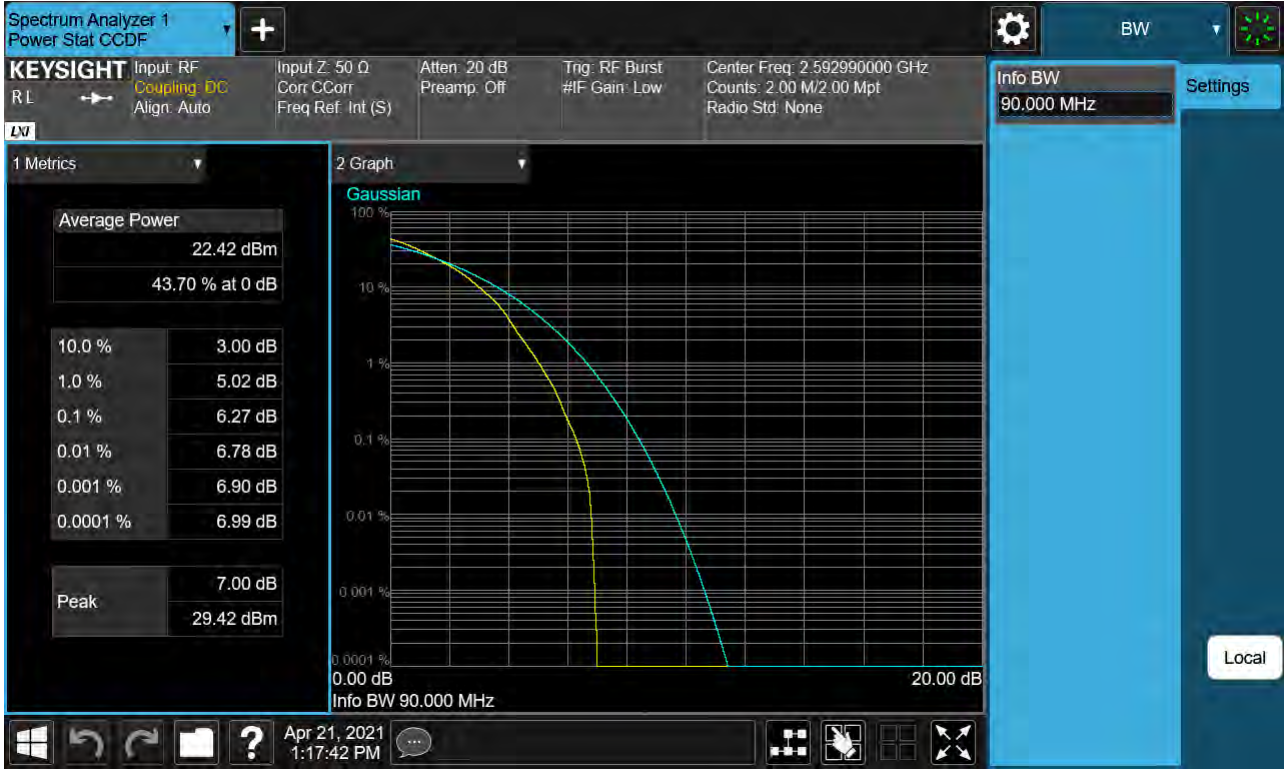 Spectrum Analyzer 1
Power Stat CCDF
+
BW
KEYSIGHT
RL
LXI
Input: RF
Coupling: DC
Align: Auto
Input Z: 50 Ω
Corr CCorr
Freq Ref: Int (S)
Atten: 20 dB
Preamp: Off
Trig: RF Burst
#IF Gain: Low
Center Freq: 2.592990000 GHz
Counts: 2.00 M/2.00 Mpt
Radio Std: None
Info BW
90.000 MHz
Settings
1 Metrics
Average Power
22.42 dBm
43.70 % at 0 dB
10.0 % 3.00 dB
1.0 % 5.02 dB
0.1 % 6.27 dB
0.01 % 6.78 dB
0.001 % 6.90 dB
0.0001 % 6.99 dB
Peak
7.00 dB
29.42 dBm
2 Graph
Gaussian
100 %
10 %
1 %
0.1 %
0.01 %
0.001 %
0.0001 %
0.00 dB 20.00 dB
Info BW 90.000 MHz
Local
?
Apr 21, 2021
1:17:42 PM